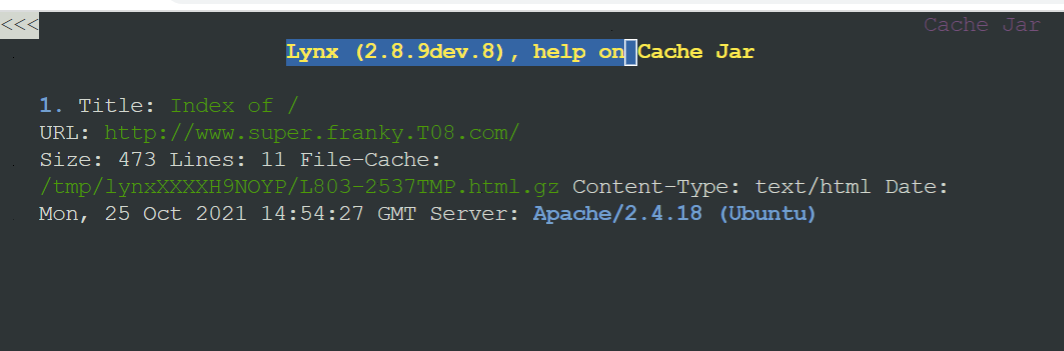 <<< Cache Jar
Lynx (2.8.9dev.8), help on Cache Jar
1. Title: Index of /
URL: http://www.super.franky.T08.com/
Size: 473 Lines: 11 File-Cache:
/tmp/lynxXXXXH9NOYP/L803-2537TMP.html.gz Content-Type: text/html Date:
Mon, 25 Oct 2021 14:54:27 GMT Server: Apache/2.4.18 (Ubuntu)